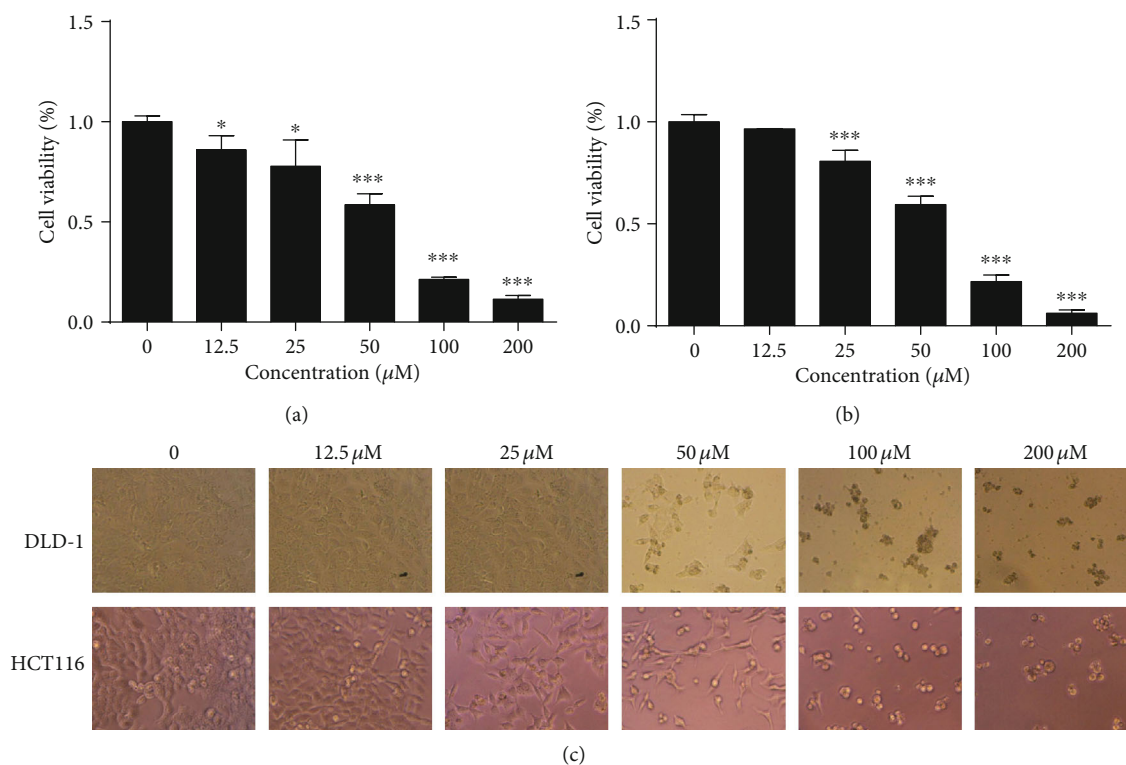 1.5
1.0
0.5
0.0
Cell viability (%)
*
*
***
***
***
0 12.5 25 50 100 200
Concentration (μM)
(a)
1.5
1.0
0.5
0.0
Cell viability (%)
***
***
***
***
0 12.5 25 50 100 200
Concentration (μM)
(b)
0 12.5 μM 25 μM 50 μM 100 μM 200 μM
DLD-1
HCT116
(c)